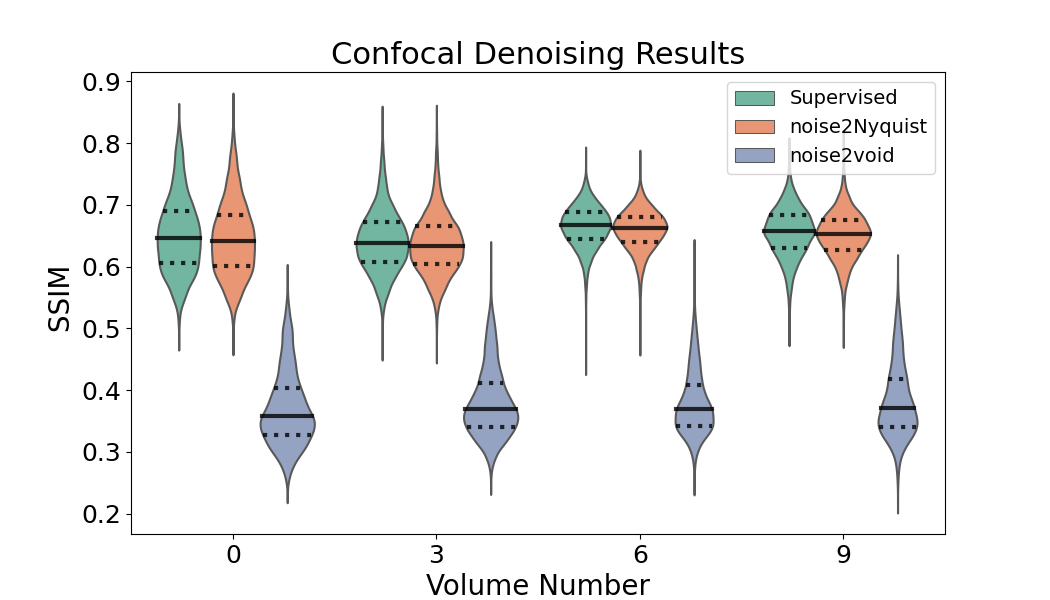 Confocal Denoising Results
0.9
0.8
0.7
0.6
0.5
0.4
0.3
0.2
SSIM
Supervised
noise2Nyquist
noise2void
0 3 6 9
Volume Number